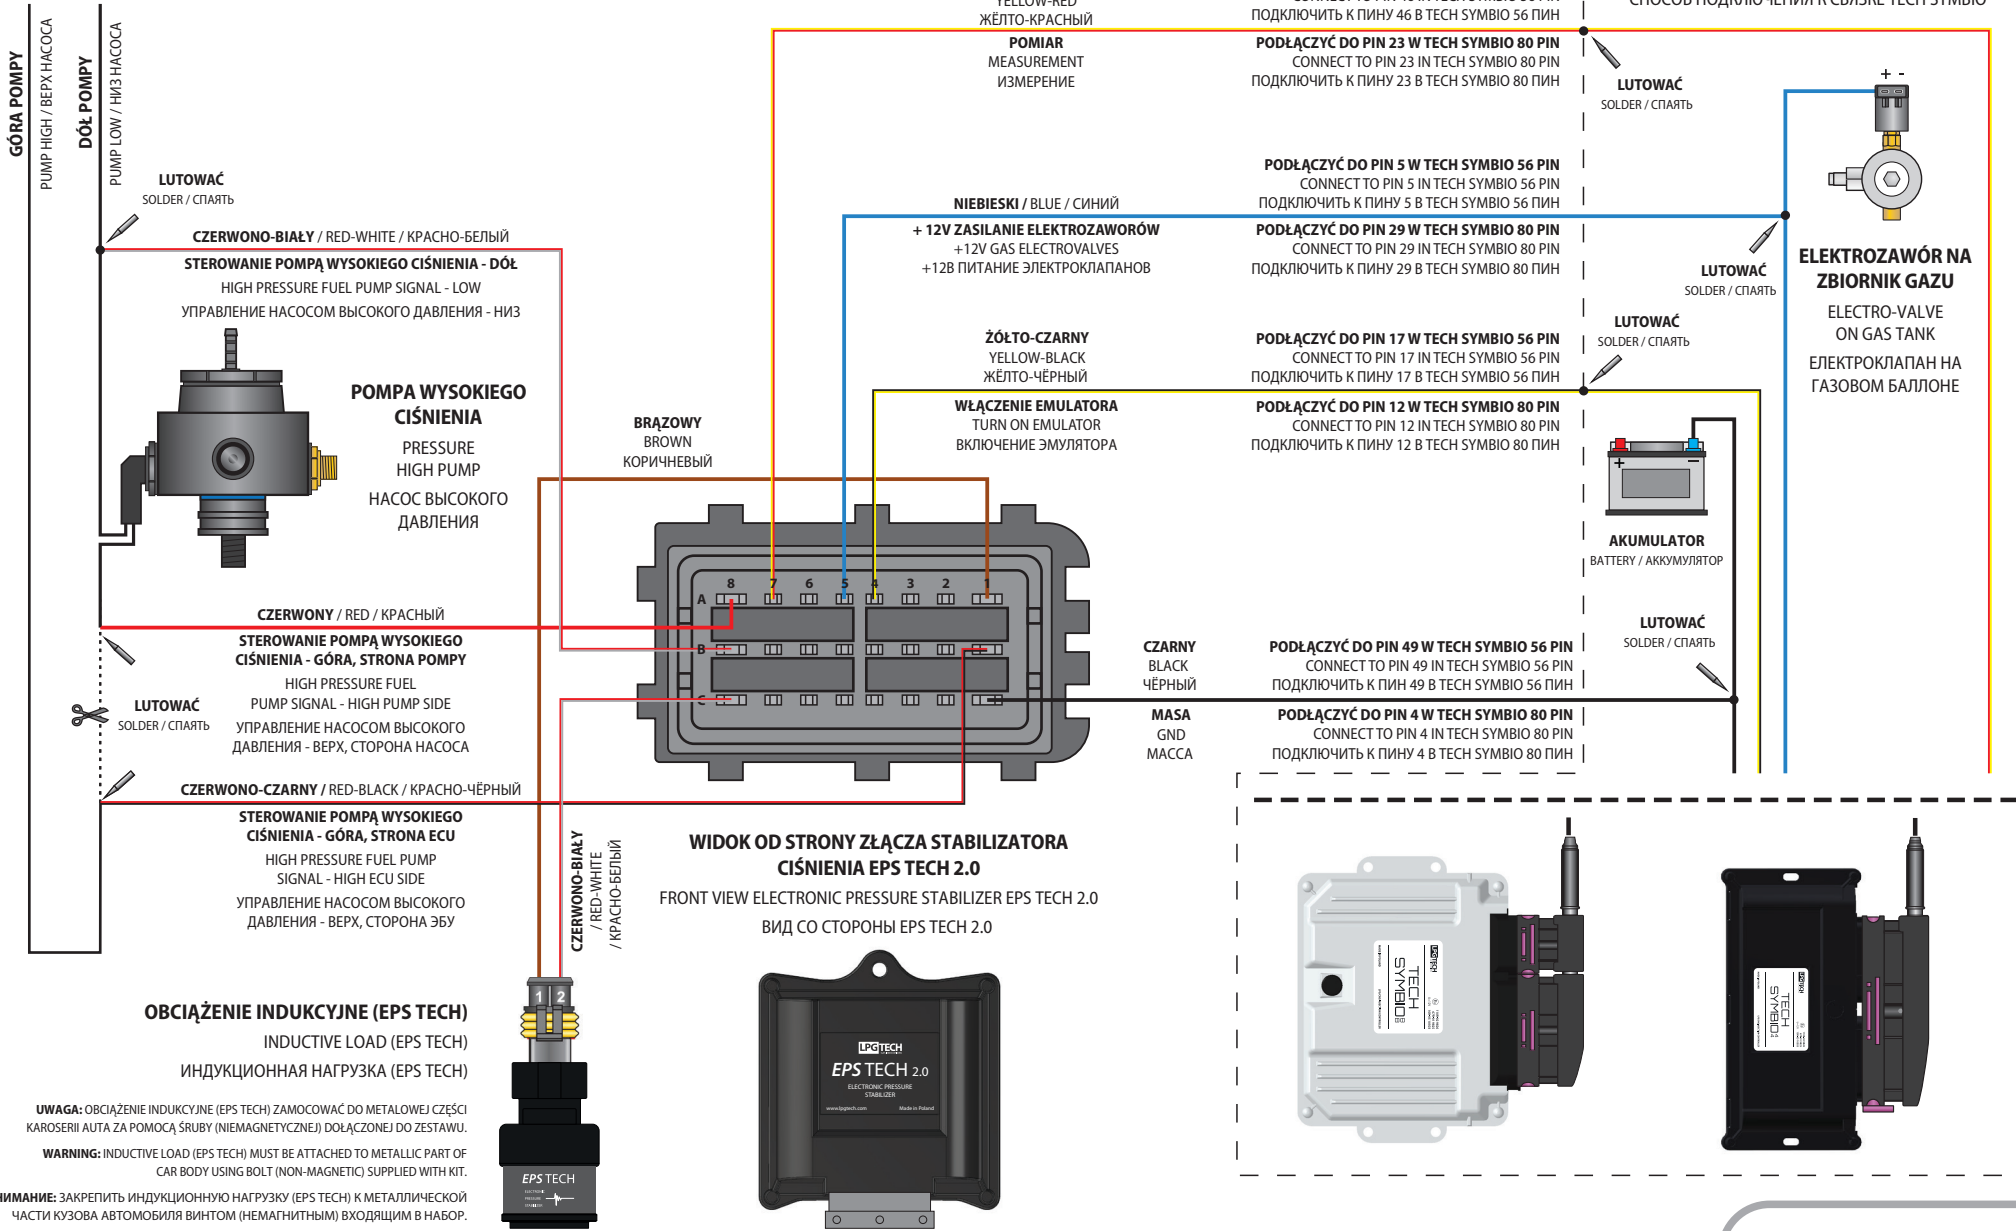 GÓRA POMPY
PUMP HIGH / ВЕРХ НАСОСА
DÓŁ POMPY
PUMP LOW / НИЗ НАСОСА
LUTOWAĆ
SOLDER / СПАЯТЬ
CZERWONO-BIAŁY / RED-WHITE / КРАСНО-БЕЛЫЙ
STEROWANIE POMPĄ WYSOKIEGO CIŚNIENIA - DÓŁ
HIGH PRESSURE FUEL PUMP SIGNAL - LOW
УПРАВЛЕНИЕ НАСОСОМ ВЫСОКОГО ДАВЛЕНИЯ - НИЗ
POMPA WYSOKIEGO
CIŚNIENIA
PRESSURE
HIGH PUMP
НАСОС ВЫСОКОГО
ДАВЛЕНИЯ
CZERWONY / RED / КРАСНЫЙ
STEROWANIE POMPĄ WYSOKIEGO
CIŚNIENIA - GÓRA, STRONA POMPY
HIGH PRESSURE FUEL
PUMP SIGNAL - HIGH PUMP SIDE
УПРАВЛЕНИЕ НАСОСОМ ВЫСОКОГО
ДАВЛЕНИЯ - ВЕРХ, СТОРОНА НАСОСА
LUTOWAĆ
SOLDER / СПАЯТЬ
CZERWONO-CZARNY / RED-BLACK / КРАСНО-ЧЁРНЫЙ
STEROWANIE POMPĄ WYSOKIEGO
CIŚNIENIA - GÓRA, STRONA ECU
HIGH PRESSURE FUEL PUMP
SIGNAL - HIGH ECU SIDE
УПРАВЛЕНИЕ НАСОСОМ ВЫСОКОГО
ДАВЛЕНИЯ - ВЕРХ, СТОРОНА ЭБУ
YELLOW-RED
ЖЁЛТО-КРАСНЫЙ
POMIAR
MEASUREMENT
ИЗМЕРЕНИЕ
ПОДКЛЮЧИТЬ К ПИНУ 46 В TECH SYMBIO 56 ПИН
PODŁĄCZYĆ DO PIN 23 W TECH SYMBIO 80 PIN
CONNECT TO PIN 23 IN TECH SYMBIO 80 PIN
ПОДКЛЮЧИТЬ К ПИНУ 23 В TECH SYMBIO 80 ПИН
СПОСОБ ПОДКЛЮЧЕНИЯ К СВЯЗКЕ TECH SYMBIO
LUTOWAĆ
SOLDER / СПАЯТЬ
+ -
NIEBIESKI / BLUE / СИНИЙ
+ 12V ZASILANIE ELEKTROZAWORÓW
+12V GAS ELECTROVALVES
+12В ПИТАНИЕ ЭЛЕКТРОКЛАПАНОВ
PODŁĄCZYĆ DO PIN 5 W TECH SYMBIO 56 PIN
CONNECT TO PIN 5 IN TECH SYMBIO 56 PIN
ПОДКЛЮЧИТЬ К ПИНУ 5 В TECH SYMBIO 56 ПИН
PODŁĄCZYĆ DO PIN 29 W TECH SYMBIO 80 PIN
CONNECT TO PIN 29 IN TECH SYMBIO 80 PIN
ПОДКЛЮЧИТЬ К ПИНУ 29 В TECH SYMBIO 80 ПИН
LUTOWAĆ
SOLDER / СПАЯТЬ
ELEKTROZAWÓR NA
ZBIORNIK GAZU
ELECTRO-VALVE
ON GAS TANK
ЕЛЕКТРОКЛАПАН НА
ГАЗОВОМ БАЛЛОНЕ
ŻÓŁTO-CZARNY
YELLOW-BLACK
ЖЁЛТО-ЧЁРНЫЙ
WŁĄCZENIE EMULATORA
TURN ON EMULATOR
ВКЛЮЧЕНИЕ ЭМУЛЯТОРА
PODŁĄCZYĆ DO PIN 17 W TECH SYMBIO 56 PIN
CONNECT TO PIN 17 IN TECH SYMBIO 56 PIN
ПОДКЛЮЧИТЬ К ПИНУ 17 В TECH SYMBIO 56 ПИН
PODŁĄCZYĆ DO PIN 12 W TECH SYMBIO 80 PIN
CONNECT TO PIN 12 IN TECH SYMBIO 80 PIN
ПОДКЛЮЧИТЬ К ПИНУ 12 В TECH SYMBIO 80 ПИН
LUTOWAĆ
SOLDER / СПАЯТЬ
BRĄZOWY
BROWN
КОРИЧНЕВЫЙ
+ -
AKUMULATOR
BATTERY / АККУМУЛЯТОР
8 7 6 5 4 3 2 1
A
B
C
CZARNY
BLACK
ЧЁРНЫЙ
MASA
GND
МАССА
PODŁĄCZYĆ DO PIN 49 W TECH SYMBIO 56 PIN
CONNECT TO PIN 49 IN TECH SYMBIO 56 PIN
ПОДКЛЮЧИТЬ К ПИН 49 В TECH SYMBIO 56 ПИН
PODŁĄCZYĆ DO PIN 4 W TECH SYMBIO 80 PIN
CONNECT TO PIN 4 IN TECH SYMBIO 80 PIN
ПОДКЛЮЧИТЬ К ПИНУ 4 В TECH SYMBIO 80 ПИН
LUTOWAĆ
SOLDER / СПАЯТЬ
CZERWONO-BIAŁY
/ RED-WHITE
/ КРАСНО-БЕЛЫЙ
WIDOK OD STRONY ZŁĄCZA STABILIZATORA
CIŚNIENIA EPS TECH 2.0
FRONT VIEW ELECTRONIC PRESSURE STABILIZER EPS TECH 2.0
ВИД СО СТОРОНЫ EPS TECH 2.0
LPGTECH
EPS TECH 2.0
ELECTRONIC PRESSURE
STABILIZER
www.lpgtech.com Made in Poland
LPGTECH
TECH
SYMBIO
LPGTECH
TECH
SYMBIO
1 2
EPS TECH
ELECTRONIC
PRESSURE
STABILIZER
OBCIĄŻENIE INDUKCYJNE (EPS TECH)
INDUCTIVE LOAD (EPS TECH)
ИНДУКЦИОННАЯ НАГРУЗКА (EPS TECH)
UWAGA: OBCIĄŻENIE INDUKCYJNE (EPS TECH) ZAMOCOWAĆ DO METALOWEJ CZĘŚCI
KAROSERII AUTA ZA POMOCĄ ŚRUBY (NIEMAGNETYCZNEJ) DOŁĄCZONEJ DO ZESTAWU.
WARNING: INDUCTIVE LOAD (EPS TECH) MUST BE ATTACHED TO METALLIC PART OF
CAR BODY USING BOLT (NON-MAGNETIC) SUPPLIED WITH KIT.
НИМАНИЕ: ЗАКРЕПИТЬ ИНДУКЦИОННУЮ НАГРУЗКУ (EPS TECH) К МЕТАЛЛИЧЕСКОЙ
ЧАСТИ КУЗОВА АВТОМОБИЛЯ ВИНТОМ (НЕМАГНИТНЫМ) ВХОДЯЩИМ В НАБОР.